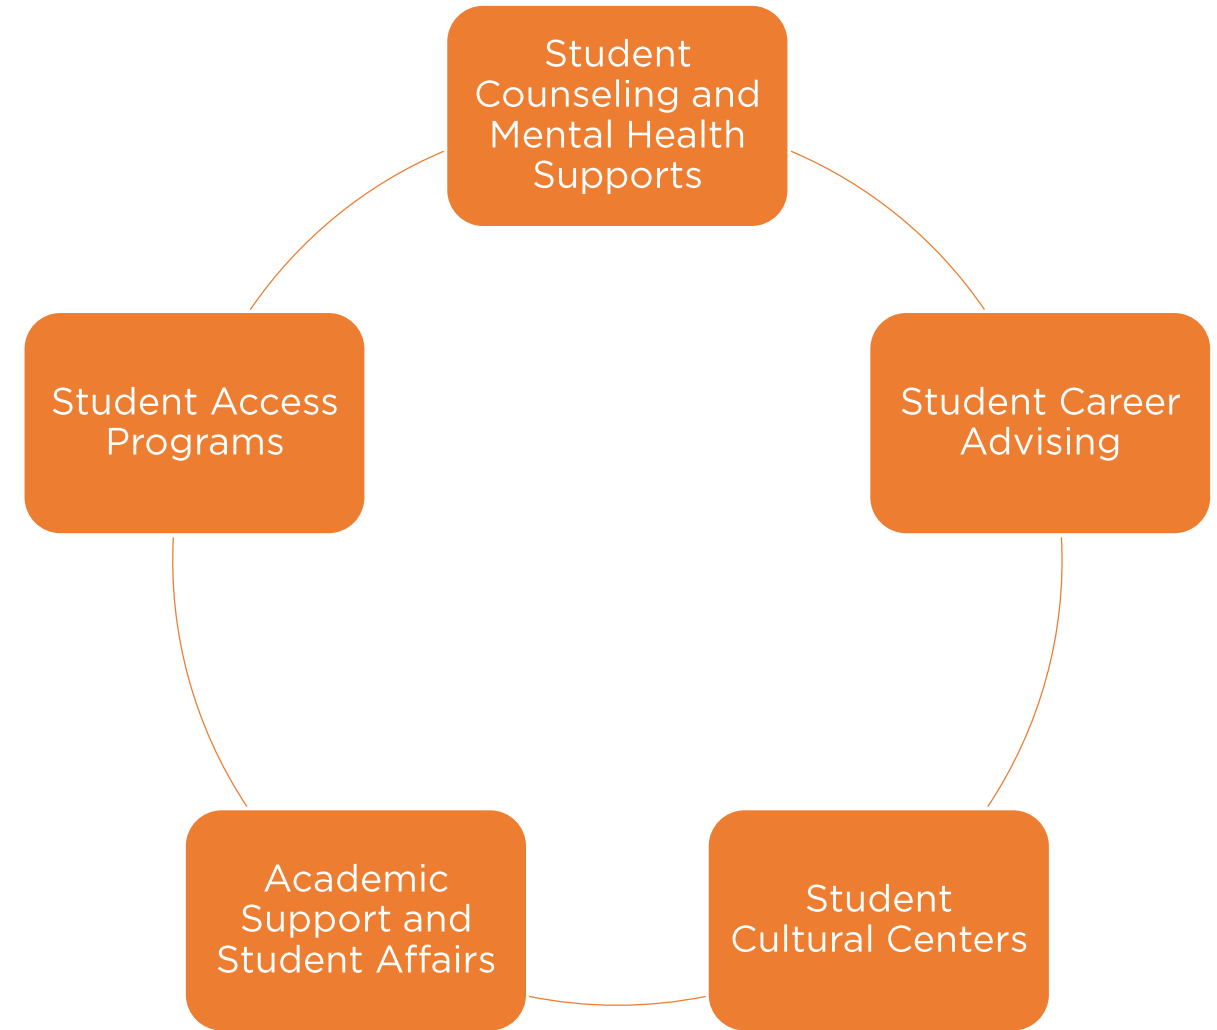 Student
Counseling and
Mental Health
Supports
Student Career
Advising
Student
Cultural Centers
Academic
Support and
Student Affairs
Student Access
Programs